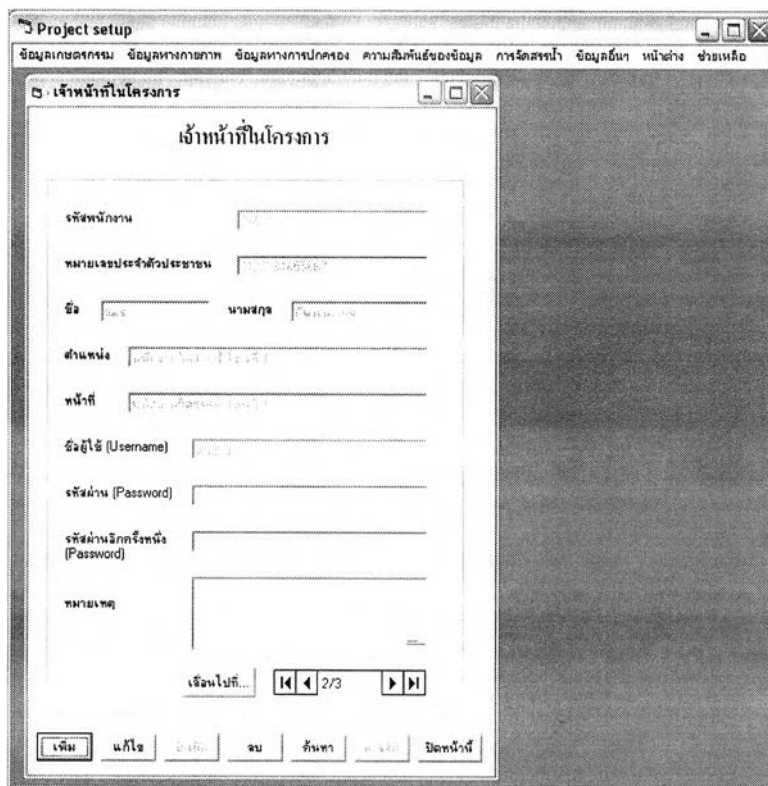 Project setup
ข้อมูลเกษตรกรรม ข้อมูลทางกายภาพ ข้อมูลทางการปกครอง ความสัมพันธ์ของข้อมูล การจัดสรรน้ำ ข้อมูลอื่นๆ หน้าต่าง ช่วยเหลือ
เจ้าหน้าที่ในโครงการ
เจ้าหน้าที่ในโครงการ
รหัสพนักงาน
หมายเลขประจำตัวประชาชน
ชื่อ นามสกุล
ตำแหน่ง
หน้าที่
ชื่อผู้ใช้ (Username)
รหัสผ่าน (Password)
รหัสผ่านอีกครั้งหนึ่ง
(Password)
หมายเหตุ
เลื่อนไปที่... 2/3
เพิ่ม แก้ไข ลบ ค้นหา ปิดหน้านี้